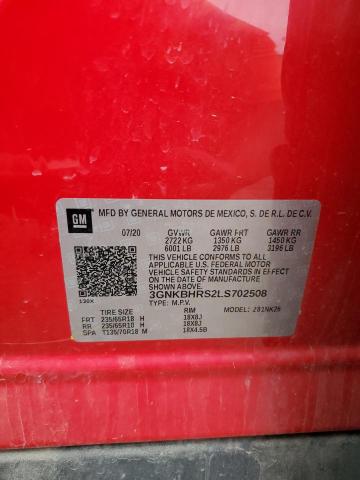 GM
MFD BY GENERAL MOTORS DE MEXICO, S. DE R.L. DE C.V.
07/20 GVWR GAWR FRT GAWR RR
2722 KG 1350 KG 1450 KG
6001 LB 2976 LB 3196 LB
THIS VEHICLE CONFORMS TO ALL
APPLICABLE U.S. FEDERAL MOTOR
VEHICLE SAFETY STANDARDS IN EFFECT
ON THE DATE OF MANUFACTURE
SHOWN ABOVE.
3GNKBHRS2LS702508
130X
TYPE: M.P.V.
TIRE SIZE RIM MODEL: 281NK26
FRT 235/65R18 H 18X8J
RR 235/65R18 H 18X8J
SPA T135/70R18 M 18X4.5B